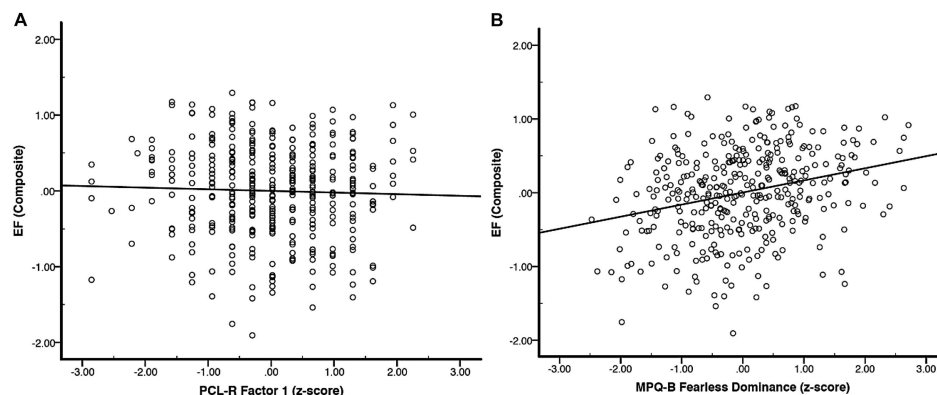 A
2.00
1.00
.00
-1.00
-2.00
EF (Composite)
-3.00 -2.00 -1.00 .00 1.00 2.00 3.00
PCL-R Factor 1 (z-score)
B
2.00
1.00
.00
-1.00
-2.00
EF (Composite)
-3.00 -2.00 -1.00 .00 1.00 2.00 3.00
MPQ-B Fearless Dominance (z-score)